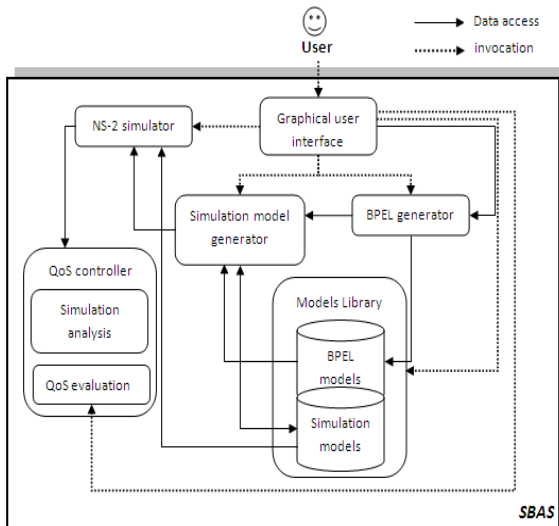 User
Data access
invocation
NS-2 simulator
Graphical user
interface
Simulation model
generator
BPEL generator
QoS controller
Simulation
analysis
QoS evaluation
Models Library
BPEL
models
Simulation
models
SBAS